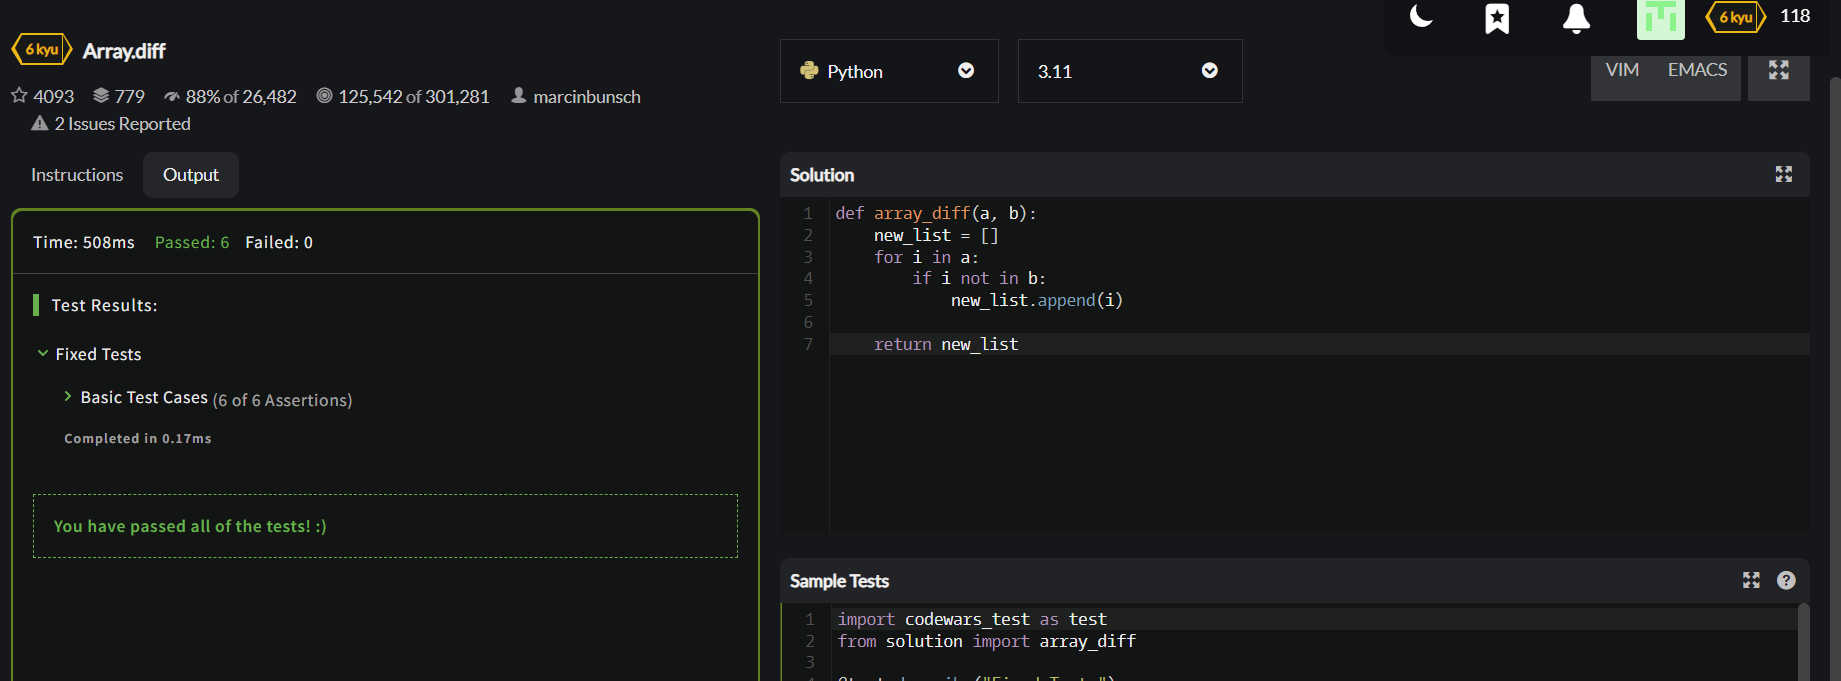 6 kyu Array.diff
4093 779 88% of 26,482 125,542 of 301,281 marcinbunsch
2 Issues Reported
Instructions Output
Time: 508ms Passed: 6 Failed: 0
Test Results:
Fixed Tests
Basic Test Cases (6 of 6 Assertions)
Completed in 0.17ms
You have passed all of the tests! :)
6 kyu 118
Python 3.11 VIM EMACS
Solution
1 def array_diff(a, b):
2     new_list = []
3     for i in a:
4         if i not in b:
5             new_list.append(i)
6
7     return new_list
Sample Tests
?
1 import codewars_test as test
2 from solution import array_diff
3